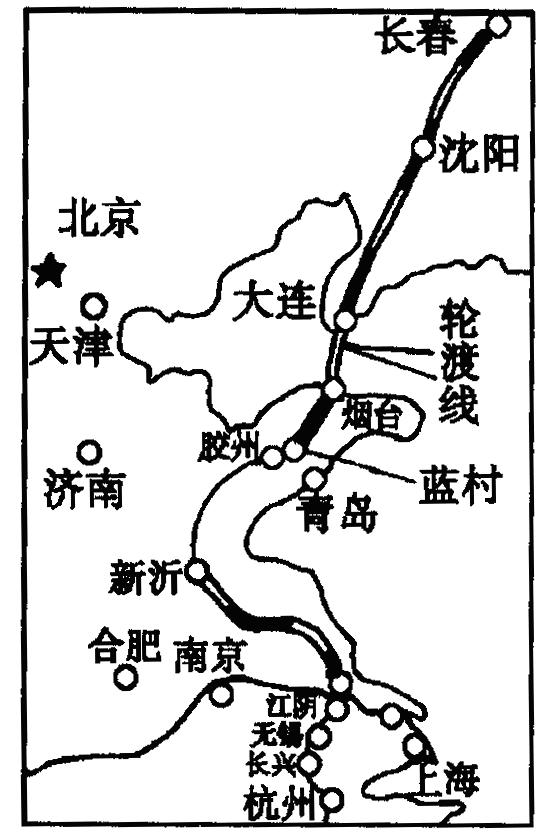 长春
沈阳
北京
大连
天津
轮渡线
烟台
胶州
济南
蓝村
青岛
新沂
合肥
南京
江阴
无锡
长兴
上海
杭州